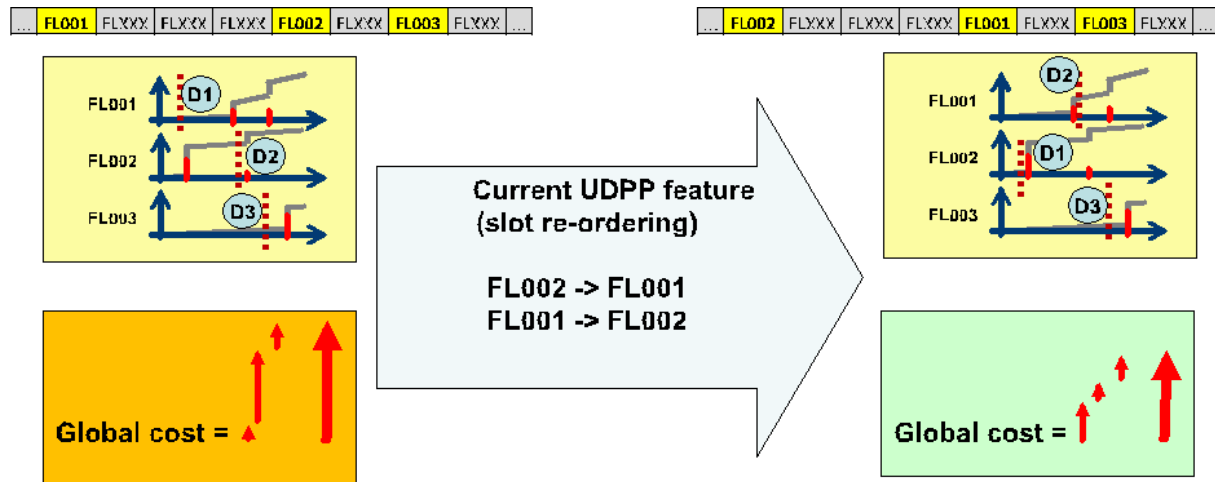 ... FL001 FLXXX FLXXX FLXXX FL002 FLXXX FL003 FLXXX ...
... FL002 FLXXX FLXXX FLXXX FL001 FLXXX FL003 FLXXX ...
FL001 D1
FL002 D2
FL003 D3
Current UDPP feature
(slot re-ordering)
FL002 -> FL001
FL001 -> FL002
FL001 D2
FL002 D1
FL003 D3
Global cost =
Global cost =